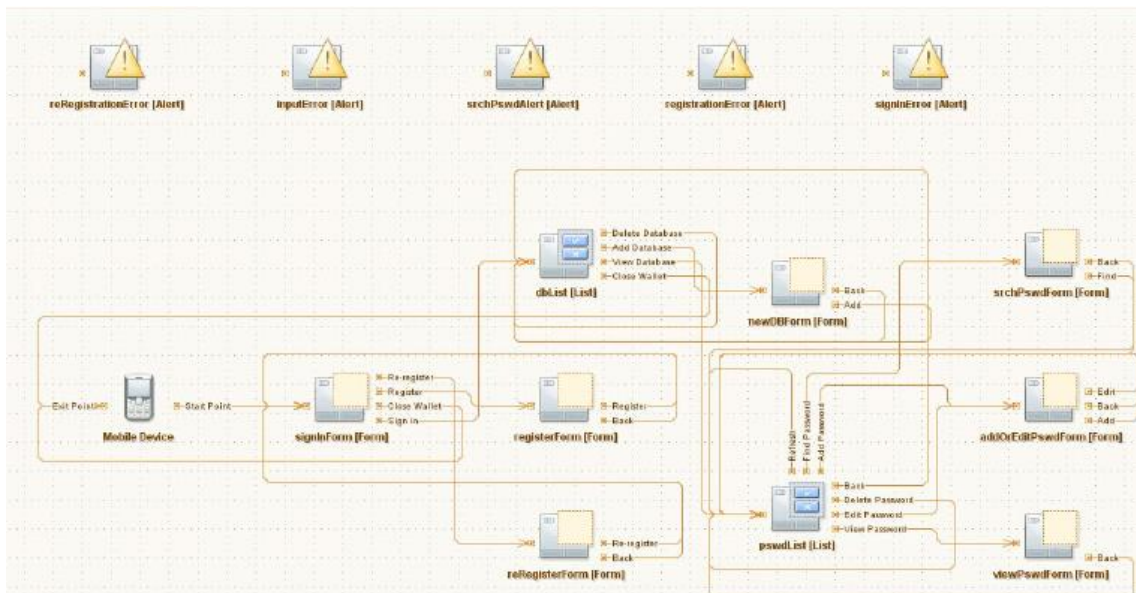 reRegistrationError [Alert]
inputError [Alert]
srchPswdAlert [Alert]
registrationError [Alert]
signInError [Alert]
Delete Database
Add Database
View Database
Close Wallet
dbList [List]
Back
Add
newDBForm [Form]
Back
Find
srchPswdForm [Form]
Exit Point
Start Point
Mobile Device
Re-register
Register
Close Wallet
Sign in
signInForm [Form]
Register
Back
registerForm [Form]
Refresh
Find Password
Add Password
Edit
Back
Add
addOrEditPswdForm [Form]
Back
Delete Password
Edit Password
View Password
pswdList [List]
Re-register
Back
reRegisterForm [Form]
Back
viewPswdForm [Form]